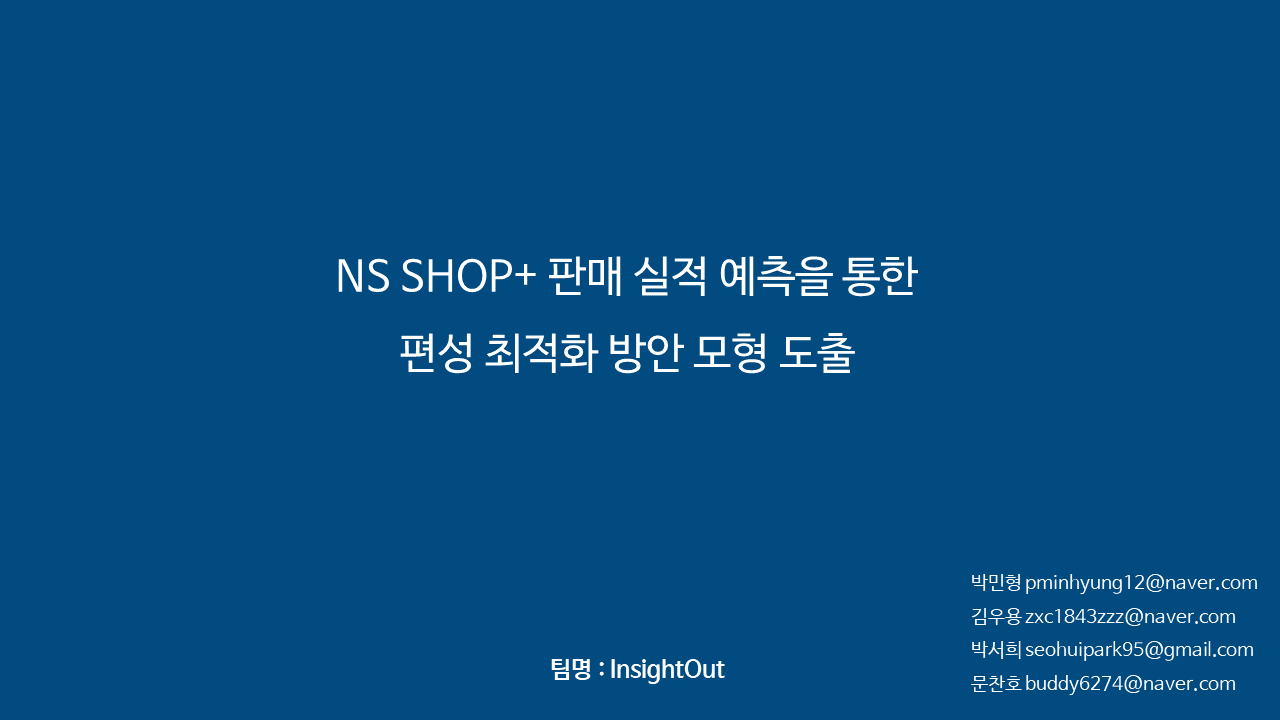 NS SHOP+ 판매 실적 예측을 통한
편성 최적화 방안 모형 도출
박민형 pminhyung12@naver.com
김우용 zxc1843zzz@naver.com
박서희 seohuipark95@gmail.com
문찬호 buddy6274@naver.com
팀명 : InsightOut